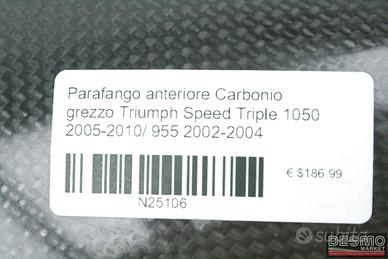 Parafango anteriore Carbonio
grezzo Triumph Speed Triple 1050
2005-2010/ 955 2002-2004
€ $186.99
N25106
subito
DESMO
MARKET